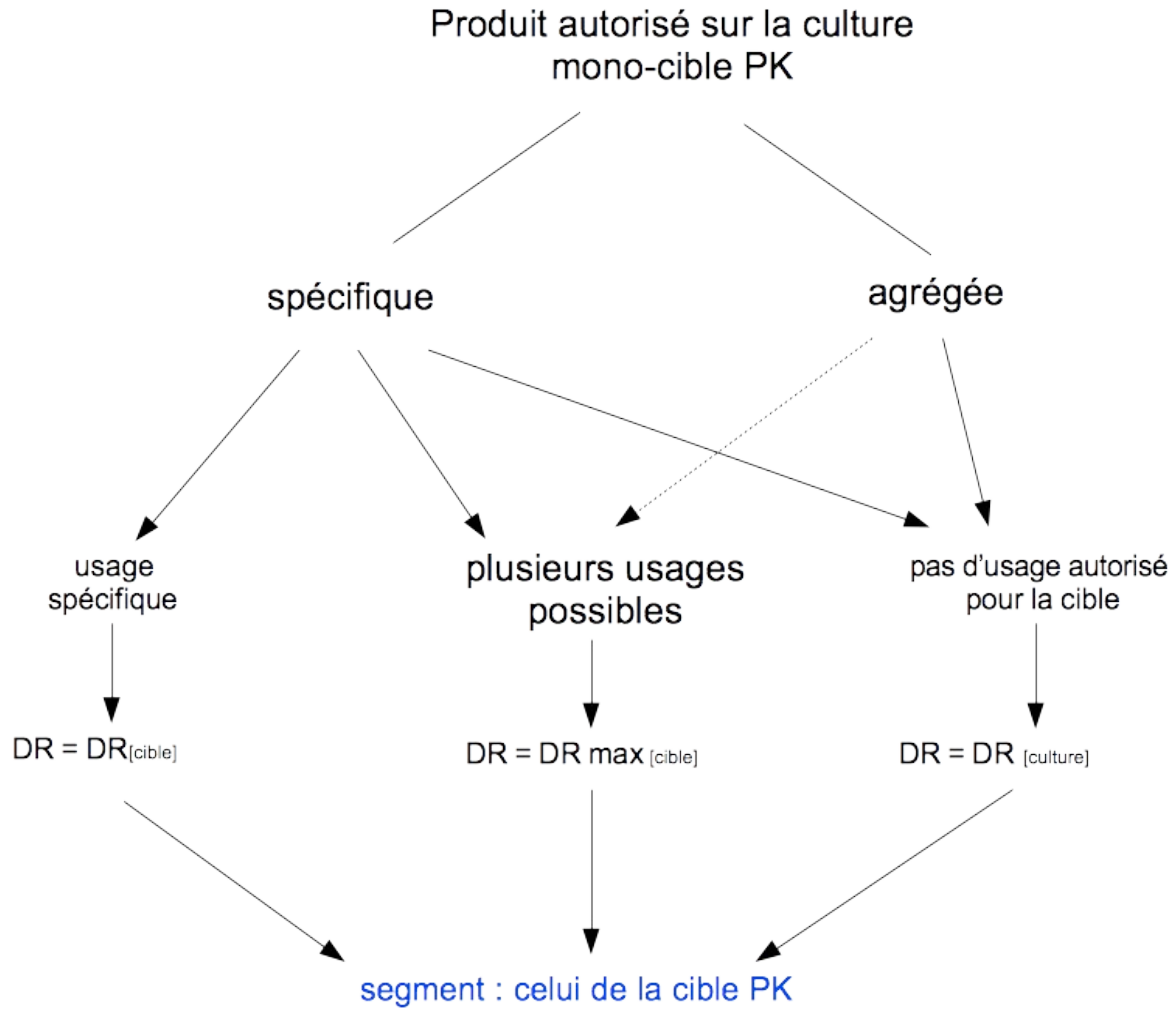 Produit autorisé sur la culture
mono-cible PK
spécifique
agrégée
usage
spécifique
plusieurs usages
possibles
pas d'usage autorisé
pour la cible
DR = DR[cible]
DR = DR max [cible]
DR = DR [culture]
segment : celui de la cible PK